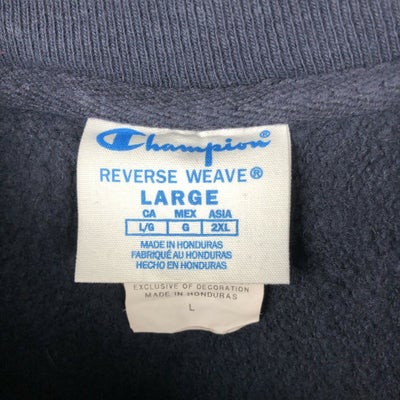 Champion®
REVERSE WEAVE®
LARGE
CA MEX ASIA
L/G G 2XL
MADE IN HONDURAS
FABRIQUÉ AU HONDURAS
HECHO EN HONDURAS
EXCLUSIVE OF DECORATION
MADE IN HONDURAS
L